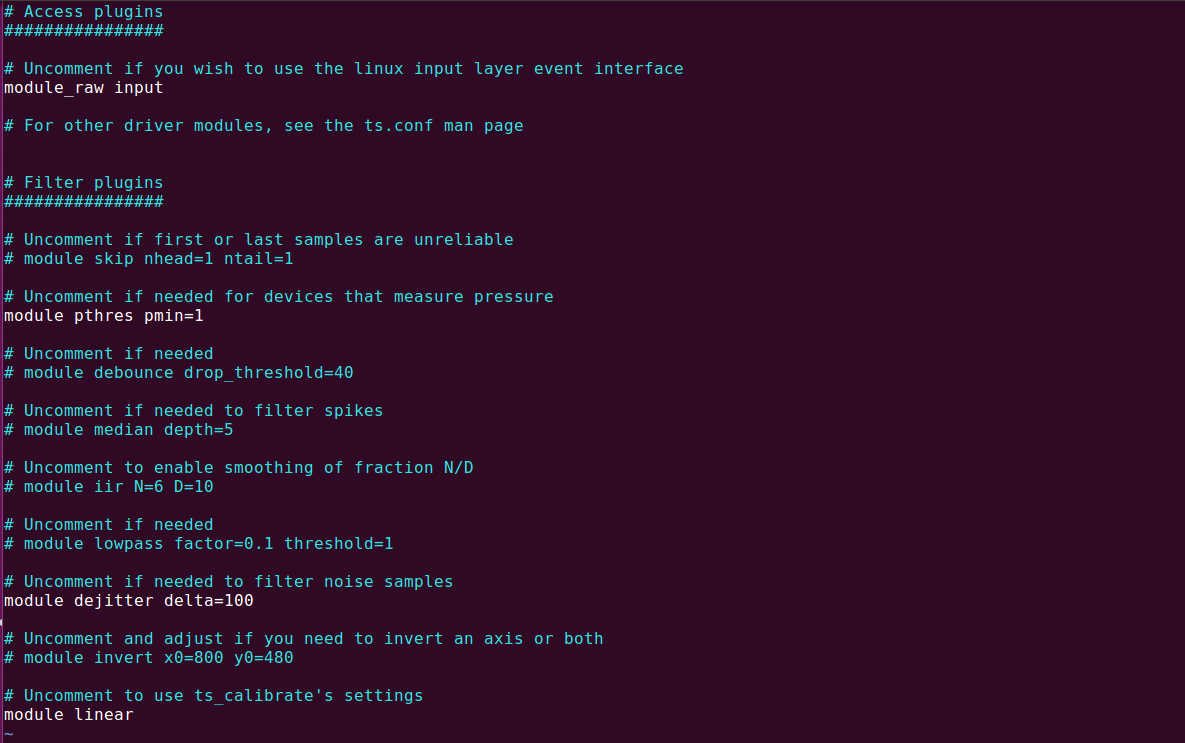 # Access plugins
################
# Uncomment if you wish to use the linux input layer event interface
module_raw input
# For other driver modules, see the ts.conf man page
# Filter plugins
################
# Uncomment if first or last samples are unreliable
# module skip nhead=1 ntail=1
# Uncomment if needed for devices that measure pressure
module pthres pmin=1
# Uncomment if needed
# module debounce drop_threshold=40
# Uncomment if needed to filter spikes
# module median depth=5
# Uncomment to enable smoothing of fraction N/D
# module iir N=6 D=10
# Uncomment if needed
# module lowpass factor=0.1 threshold=1
# Uncomment if needed to filter noise samples
module dejitter delta=100
# Uncomment and adjust if you need to invert an axis or both
# module invert x0=800 y0=480
# Uncomment to use ts_calibrate's settings
module linear
~